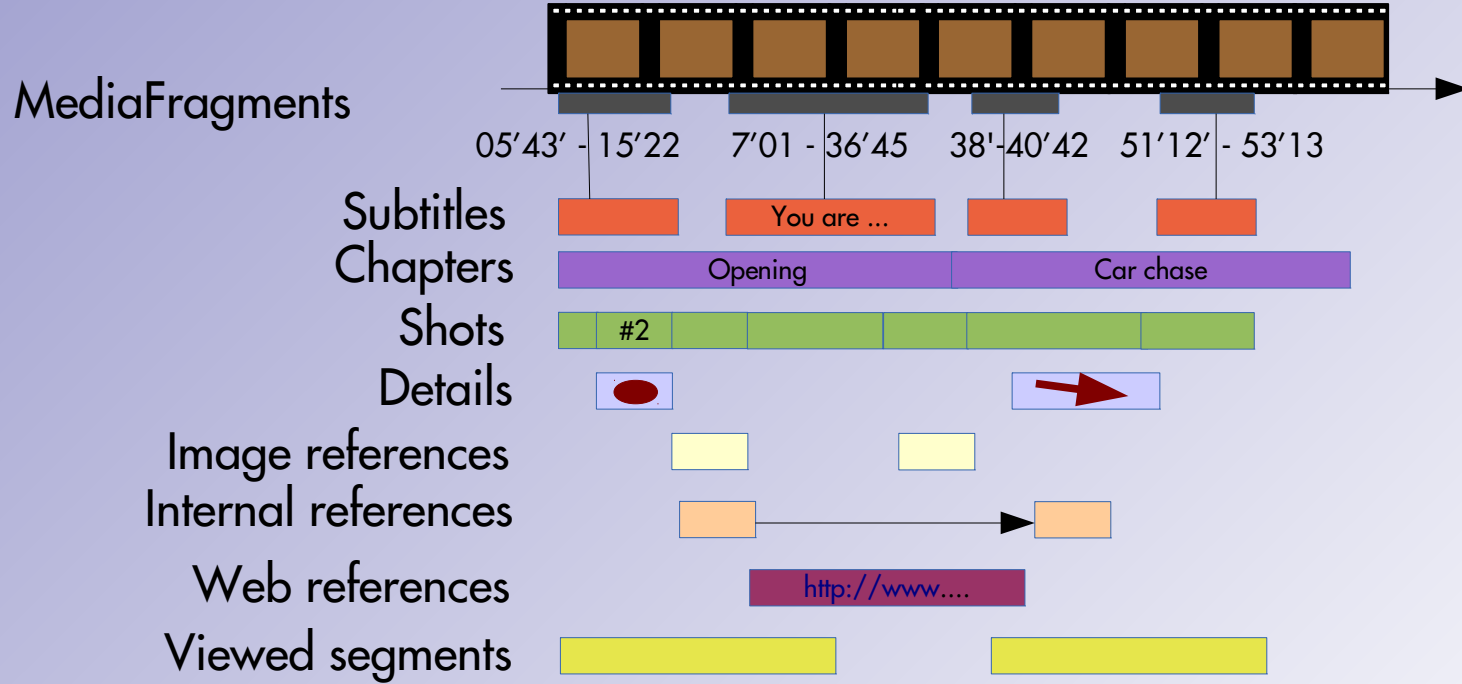 MediaFragments
05'43' - 15'22 7'01 - 36'45 38'-40'42 51'12' - 53'13
Subtitles You are ...
Chapters Opening Car chase
Shots #2
Details
Image references
Internal references
Web references http://www....
Viewed segments